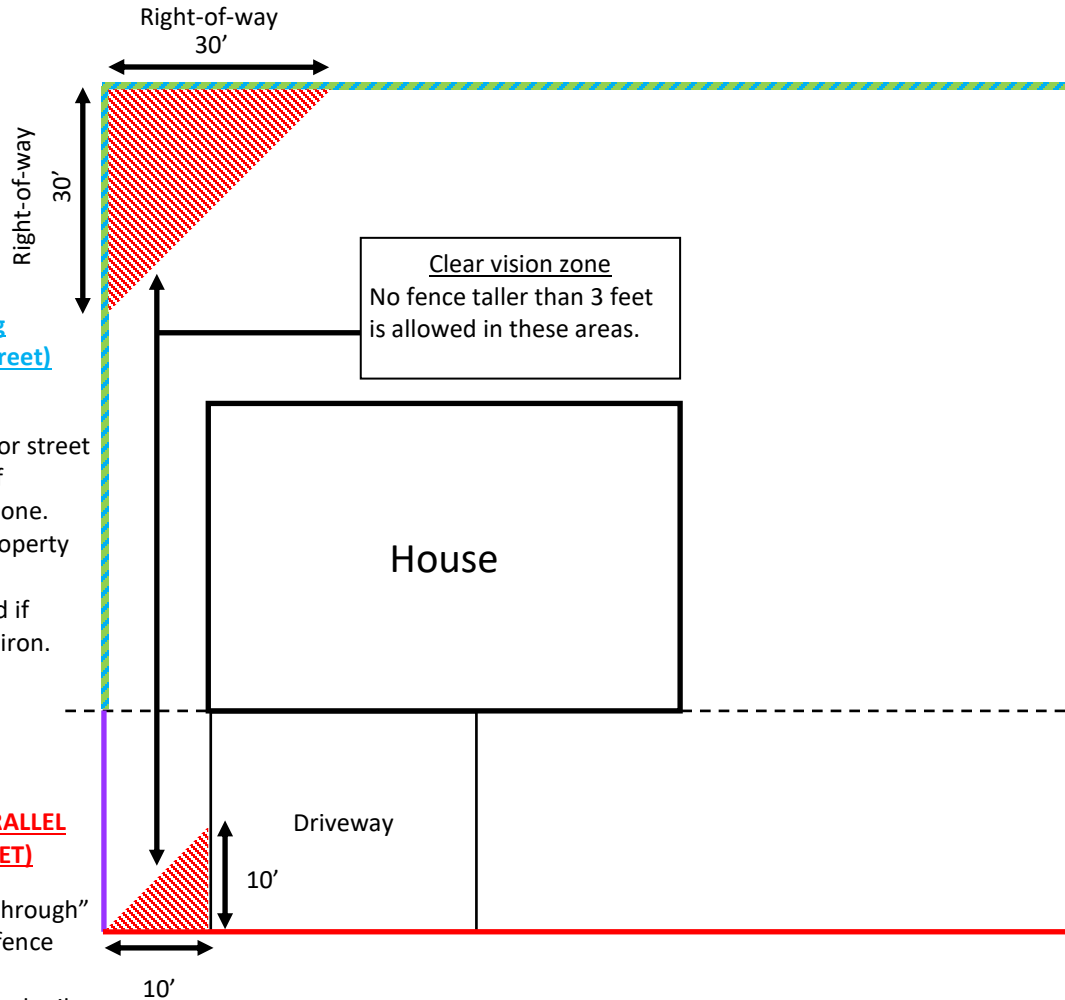 Right-of-way
30’
Right-of-way
30’
Clear vision zone
No fence taller than 3 feet
is allowed in these areas.
reet)
or street
one.
House
if
iron.
Driveway
RALLEL
ET)
10’
hrough”
fence
10’